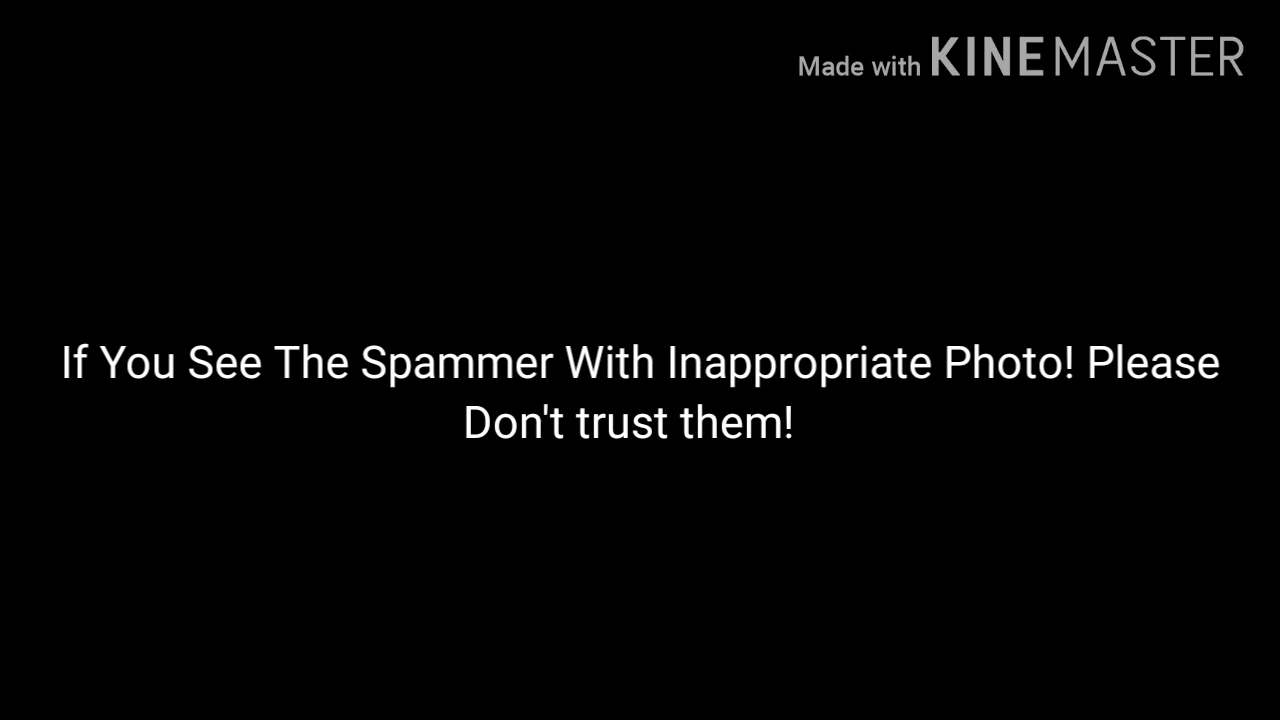 Made with KINEMASTER
If You See The Spammer With Inappropriate Photo! Please
Don't trust them!